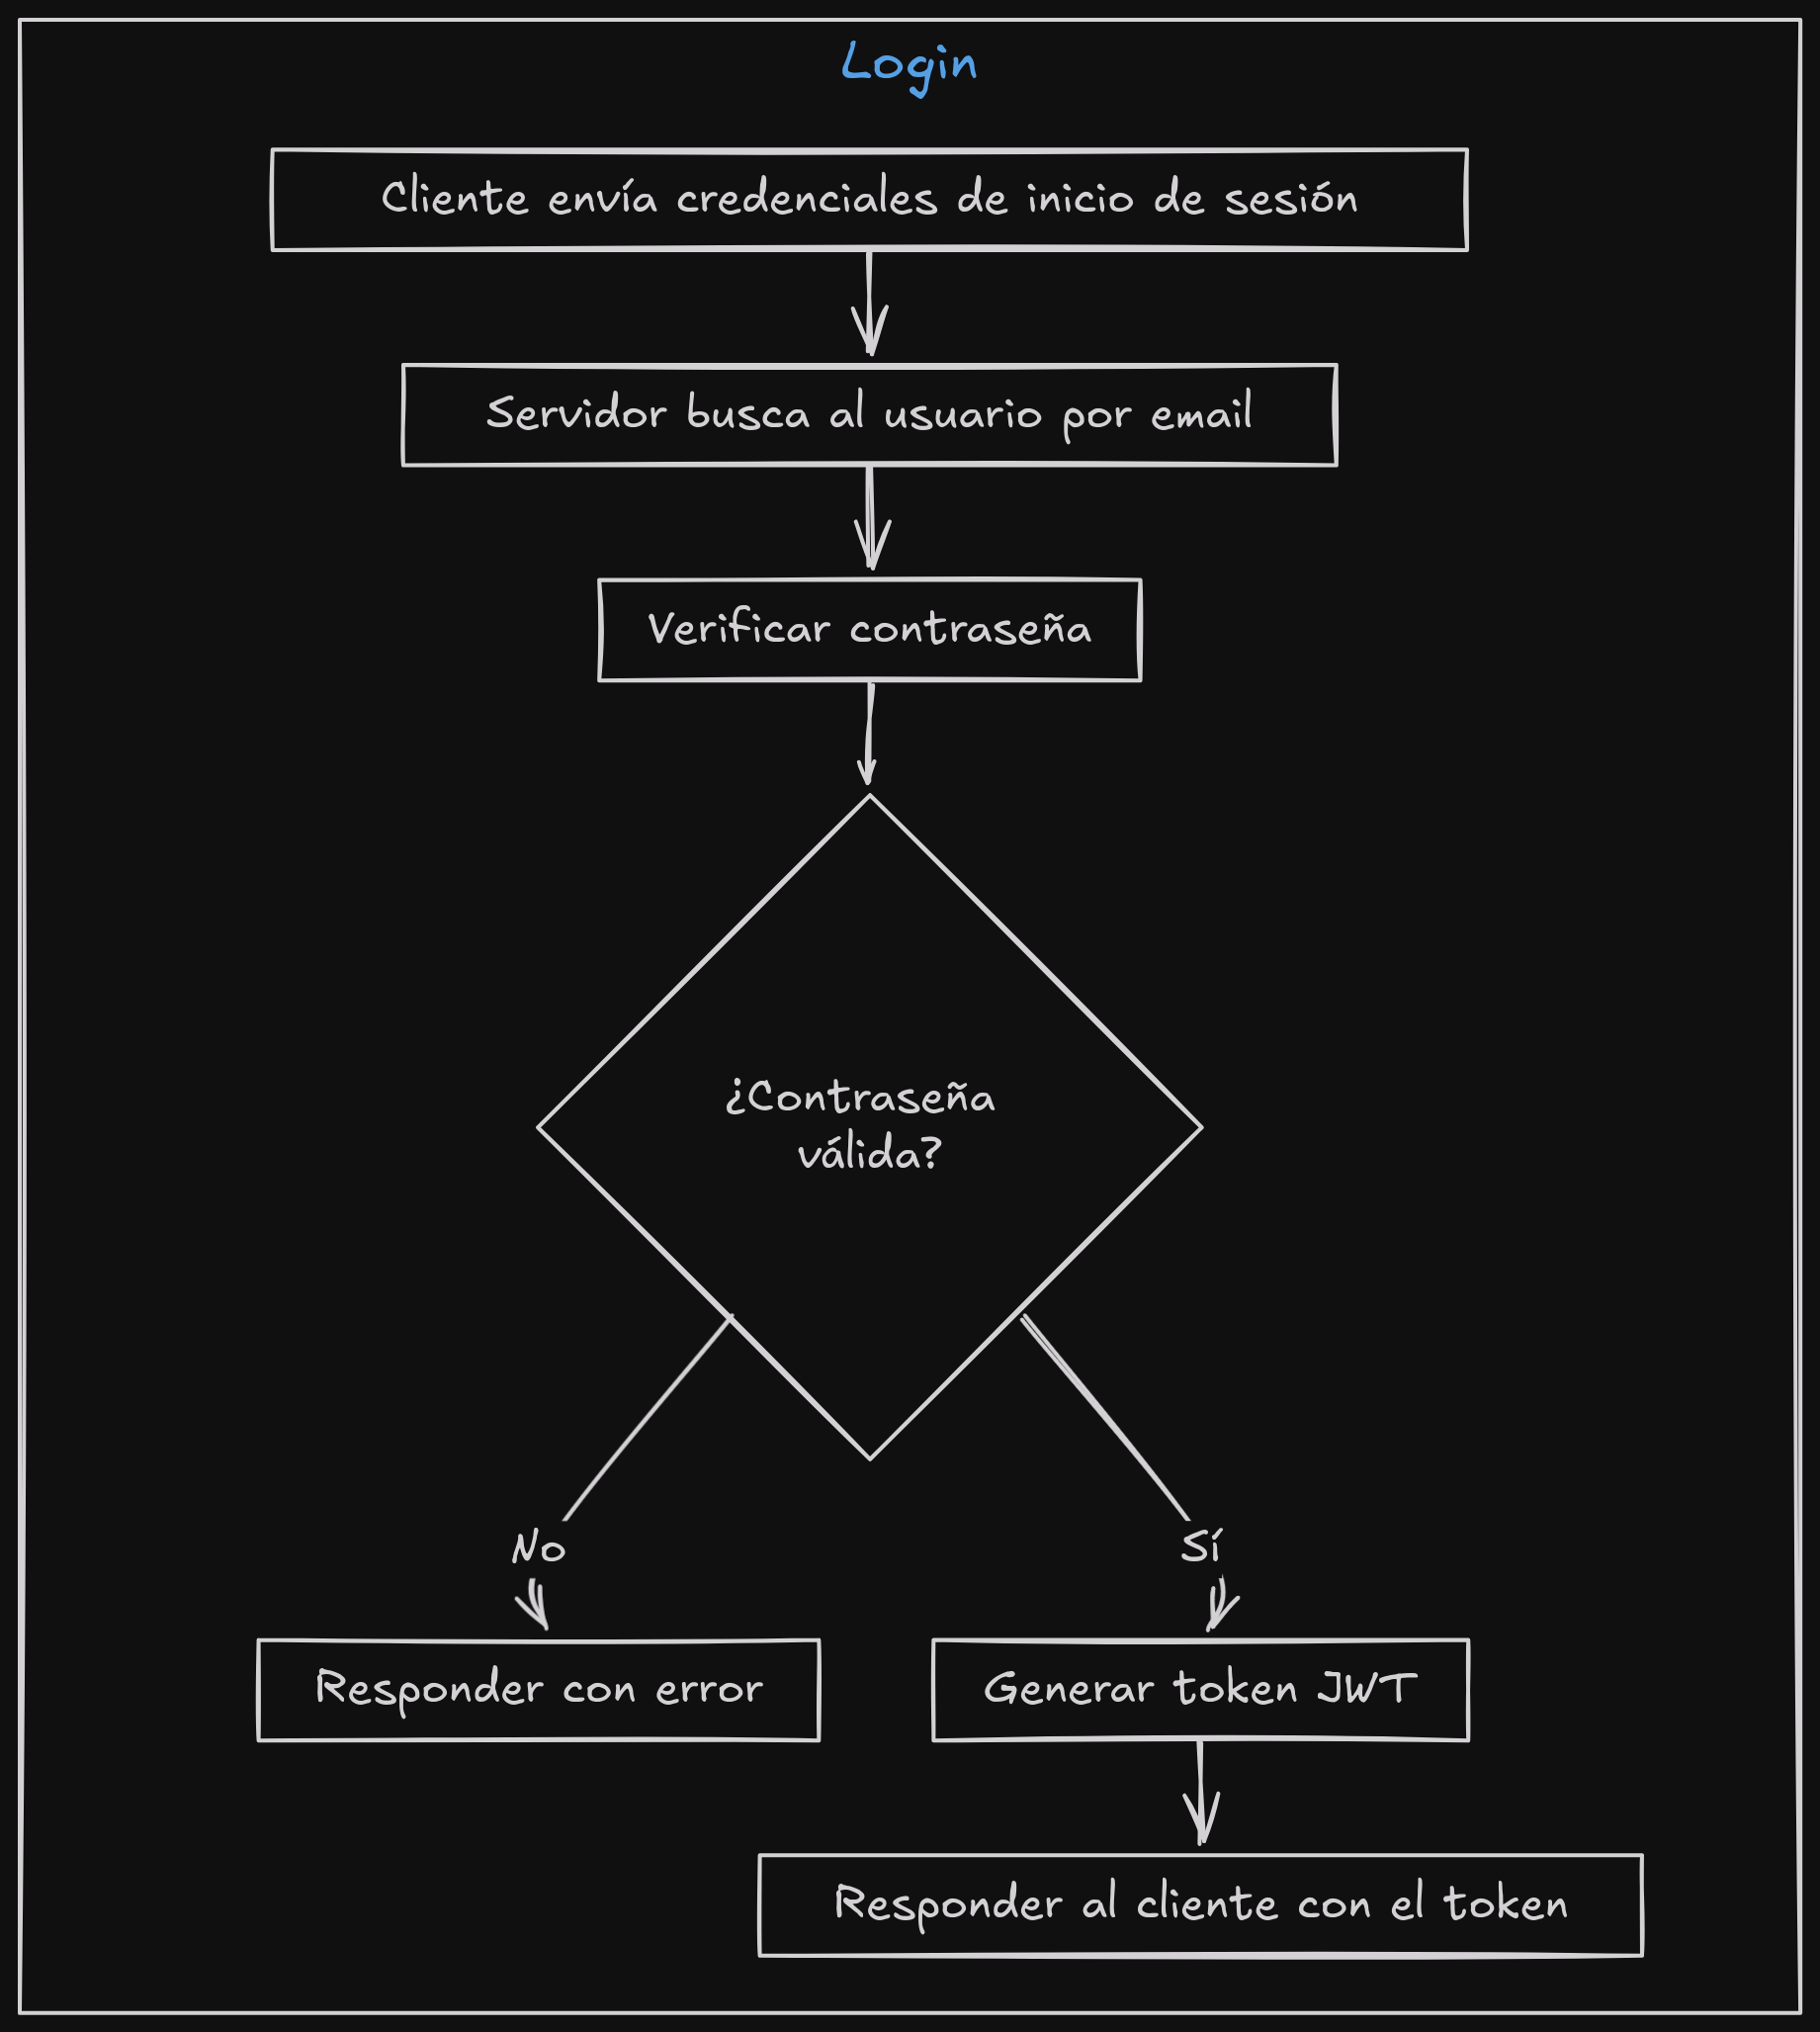 Login
Cliente envía credenciales de inicio de sesión
Servidor busca al usuario por email
Verificar contraseña
¿Contraseña
válida?
No
Sí
Responder con error
Generar token JWT
Responder al cliente con el token